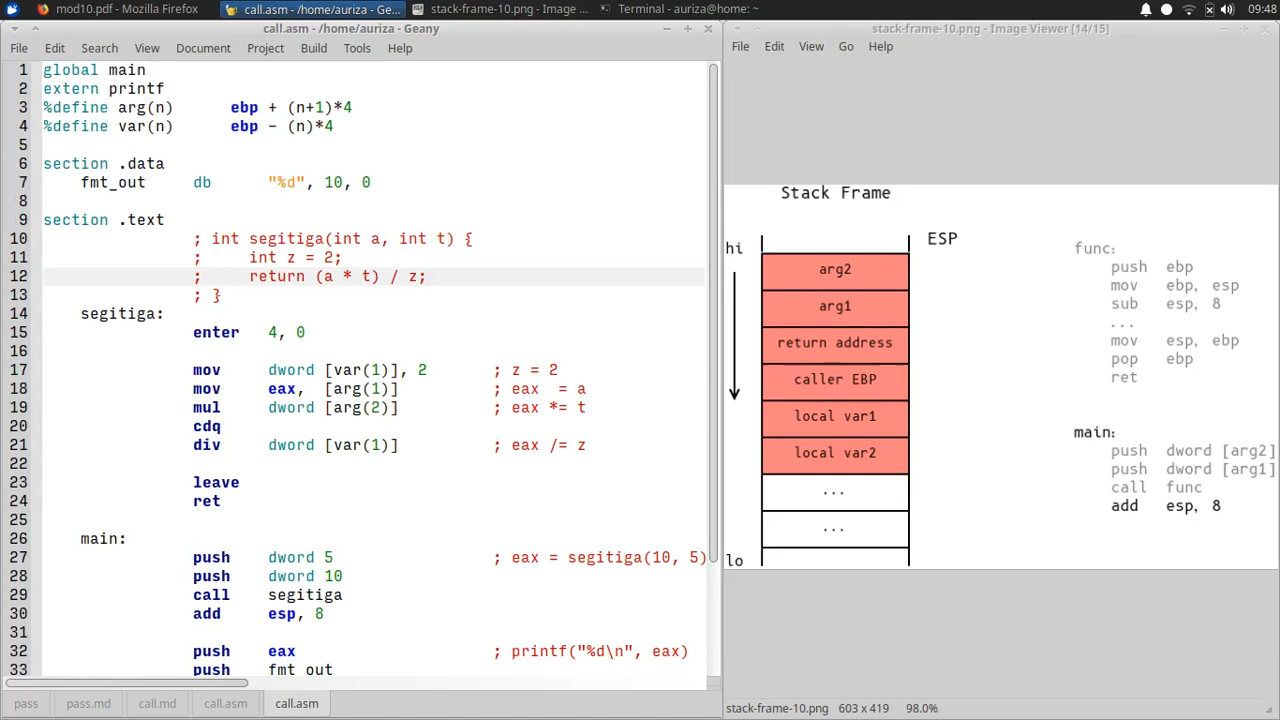 mod10.pdf - Mozilla Firefox
call.asm - /home/auriza - Ge...
stack-frame-10.png - Image ...
Terminal - auriza@home: ~
09:48
call.asm - /home/auriza - Geany
File Edit Search View Document Project Build Tools Help
1 global main
2 extern printf
3 %define arg(n) ebp + (n+1)*4
4 %define var(n) ebp - (n)*4
5
6 section .data
7 fmt_out db "%d", 10, 0
8
9 section .text
10 ; int segitiga(int a, int t) {
11 ; int z = 2;
12 ; return (a * t) / z;
13 ; }
14 segitiga:
15 enter 4, 0
16
17 mov dword [var(1)], 2 ; z = 2
18 mov eax, [arg(1)] ; eax = a
19 mul dword [arg(2)] ; eax *= t
20 cdq
21 div dword [var(1)] ; eax /= z
22
23 leave
24 ret
25
26 main:
27 push dword 5 ; eax = segitiga(10, 5)
28 push dword 10
29 call segitiga
30 add esp, 8
31
32 push eax ; printf("%d\n", eax)
33 push fmt_out
pass pass.md call.md call.asm call.asm
stack-frame-10.png - Image Viewer [14/15]
File Edit View Go Help
Stack Frame
hi
ESP
arg2
arg1
return address
caller EBP
local var1
local var2
...
...
lo
func:
push ebp
mov ebp, esp
sub esp, 8
...
mov esp, ebp
pop ebp
ret
main:
push dword [arg2]
push dword [arg1]
call func
add esp, 8
stack-frame-10.png 603 x 419 98.0%